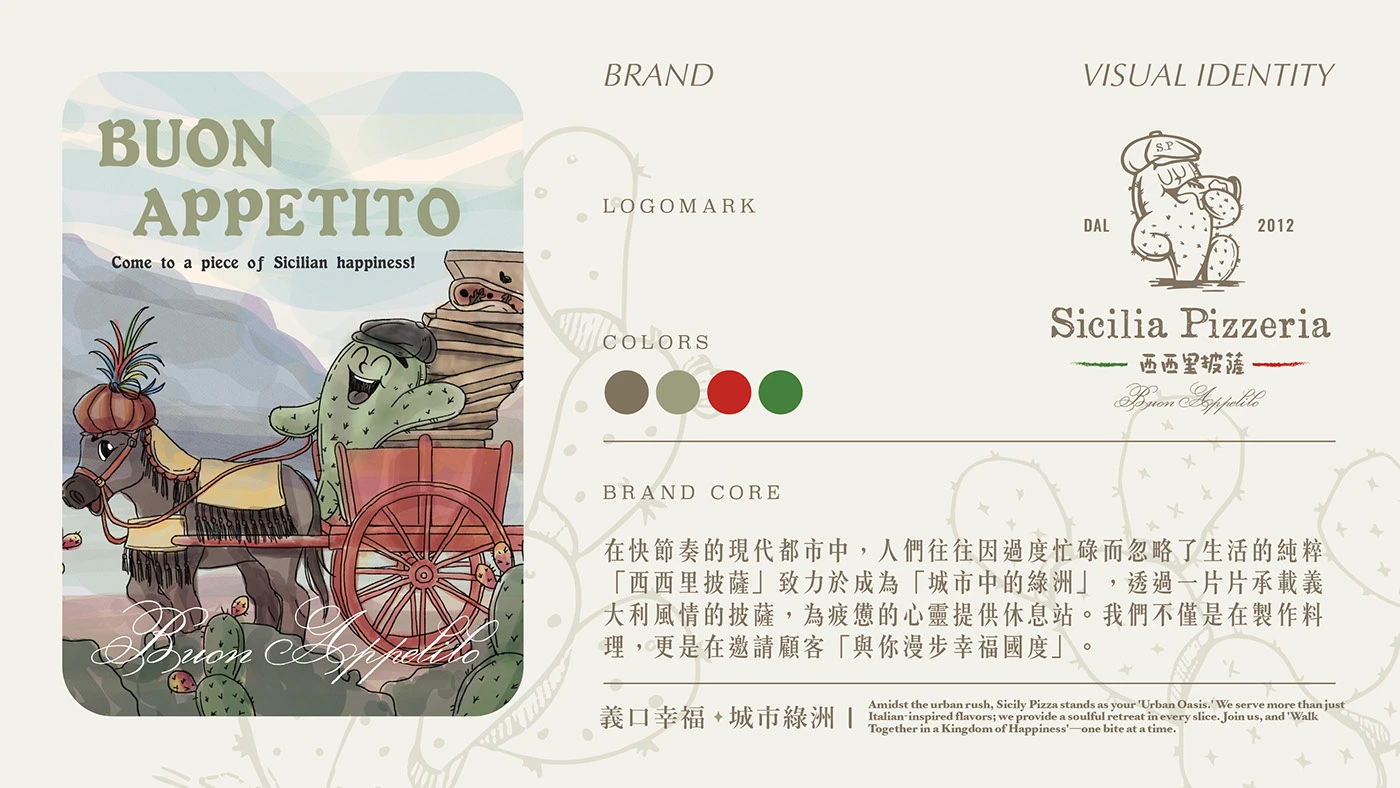 BUON
APPETITO
Come to a piece of Sicilian happiness!
Buon Appetito
BRAND
VISUAL IDENTITY
LOGOMARK
S.P
DAL
2012
Sicilia Pizzeria
西西里披薩
Buon Appetito
COLORS
BRAND CORE
在快節奏的現代都市中，人們往往因過度忙碌而忽略了生活的純粹
「西西里披薩」致力於成為「城市中的綠洲」，透過一片片承載義
大利風情的披薩，為疲憊的心靈提供休息站。我們不僅是在製作料
理，更是在邀請顧客「與你漫步幸福國度」。
義口幸福✦城市綠洲 |
Amidst the urban rush, Sicily Pizza stands as your 'Urban Oasis.' We serve more than just
Italian-inspired flavors; we provide a soulful retreat in every slice. Join us, and 'Walk
Together in a Kingdom of Happiness'—one bite at a time.